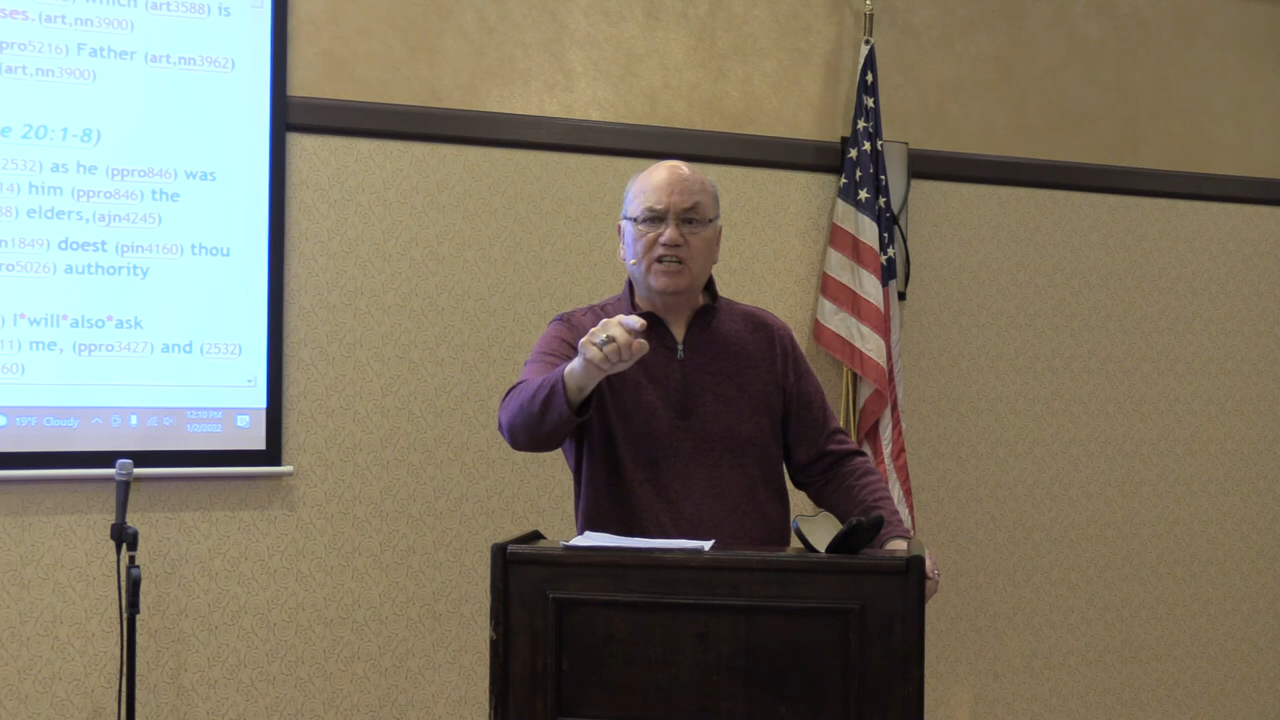 which (art3588) is
ses.(art,nn3900)
ppro5216) Father (art,nn3962)
(art,nn3900)
e 20:1-8)
2532) as he (ppro846) was
14) him (ppro846) the
88) elders,(ajn4245)
n1849) doest (pin4160) thou
ro5026) authority
) I*will*also*ask
11) me, (ppro3427) and (2532)
60)
19°F Cloudy 12:10 PM
1/2/2022